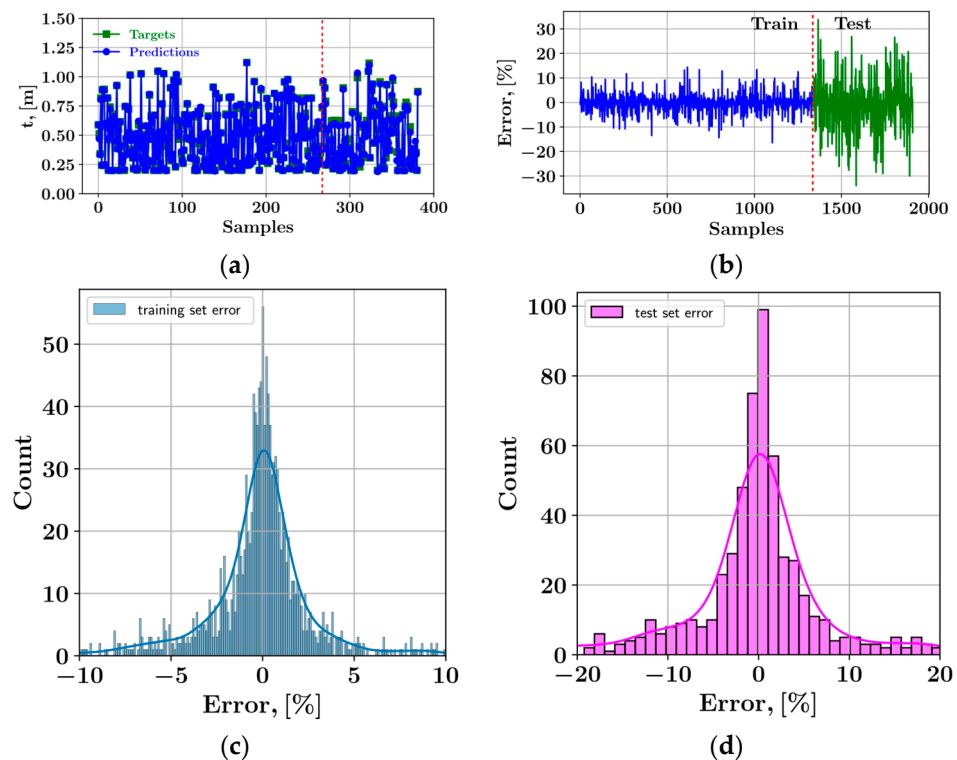 1.50
1.25
1.00
0.75
0.50
0.25
0.00
t, [m]
Targets
Predictions
0 100 200 300 400
Samples
(a)
30
20
10
0
−10
−20
−30
Error, [%]
Train Test
0 500 1000 1500 2000
Samples
(b)
training set error
50
40
30
20
10
0
Count
−10 −5 0 5 10
Error, [%]
(c)
test set error
100
80
60
40
20
0
Count
−20 −10 0 10 20
Error, [%]
(d)